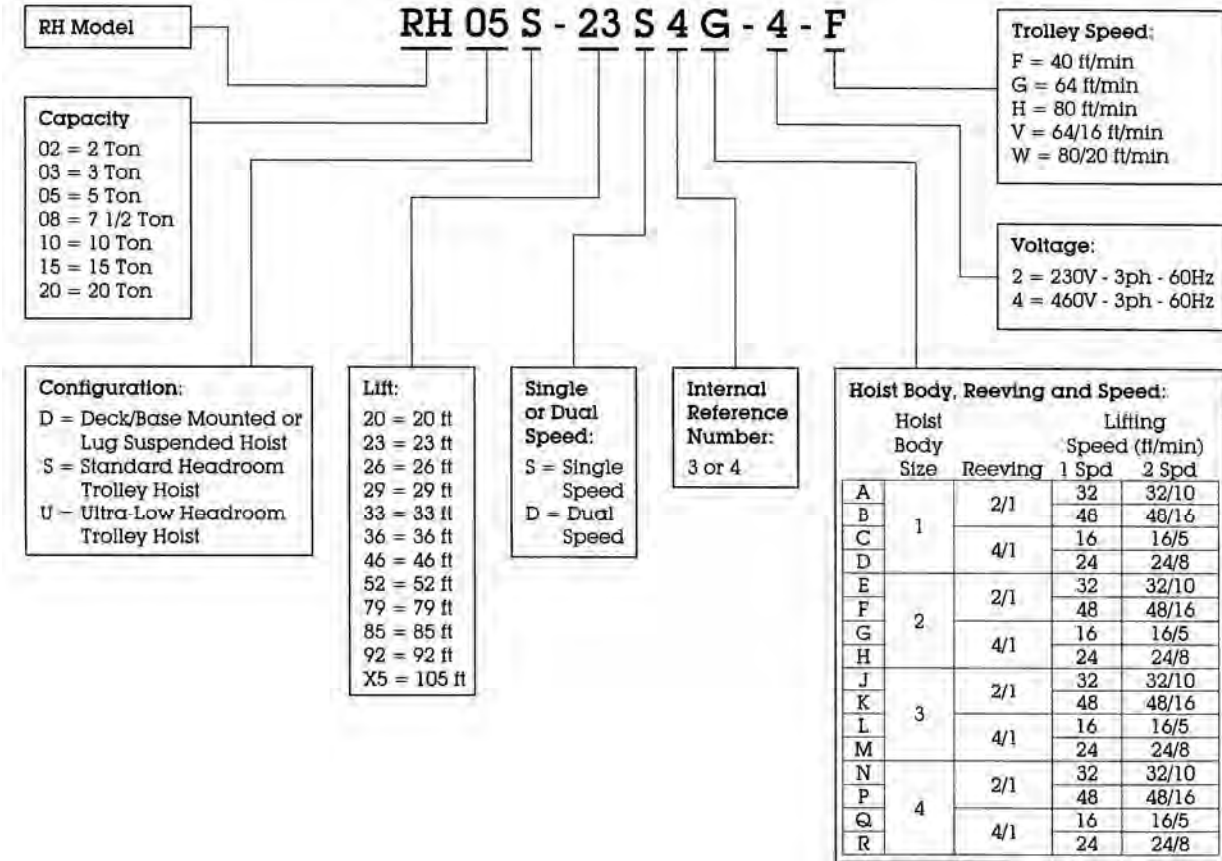 RH Model
RH 05 S - 23 S 4 G - 4 - F
Trolley Speed:
F = 40 ft/min
G = 64 ft/min
H = 80 ft/min
V = 64/16 ft/min
W = 80/20 ft/min
Capacity
02 = 2 Ton
03 = 3 Ton
05 = 5 Ton
08 = 7 1/2 Ton
10 = 10 Ton
15 = 15 Ton
20 = 20 Ton
Voltage:
2 = 230V - 3ph - 60Hz
4 = 460V - 3ph - 60Hz
Configuration:
D = Deck/Base Mounted or
Lug Suspended Hoist
S = Standard Headroom
Trolley Hoist
U = Ultra-Low Headroom
Trolley Hoist
Lift:
20 = 20 ft
23 = 23 ft
26 = 26 ft
29 = 29 ft
33 = 33 ft
36 = 36 ft
46 = 46 ft
52 = 52 ft
79 = 79 ft
85 = 85 ft
92 = 92 ft
X5 = 105 ft
Single
or Dual
Speed:
S = Single
Speed
D = Dual
Speed
Internal
Reference
Number:
3 or 4
Hoist Body, Reeving and Speed:
Hoist Lifting
Body Speed (ft/min)
Size Reeving 1 Spd 2 Spd
A 1 2/1 32 32/10
B 48 48/16
C 4/1 16 16/5
D 24 24/8
E 2 2/1 32 32/10
F 48 48/16
G 4/1 16 16/5
H 24 24/8
J 3 2/1 32 32/10
K 48 48/16
L 4/1 16 16/5
M 24 24/8
N 4 2/1 32 32/10
P 48 48/16
Q 4/1 16 16/5
R 24 24/8